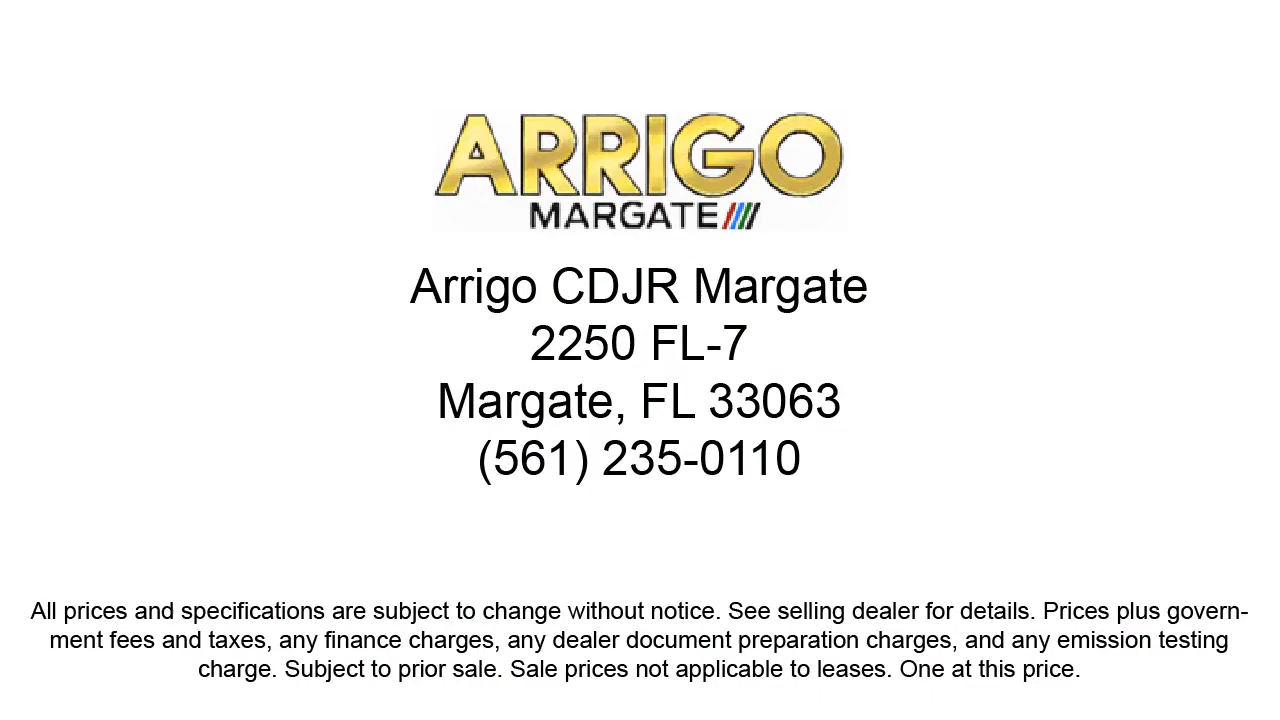 ARRIGO
MARGATE
Arrigo CDJR Margate
2250 FL-7
Margate, FL 33063
(561) 235-0110
All prices and specifications are subject to change without notice. See selling dealer for details. Prices plus govern-
ment fees and taxes, any finance charges, any dealer document preparation charges, and any emission testing
charge. Subject to prior sale. Sale prices not applicable to leases. One at this price.